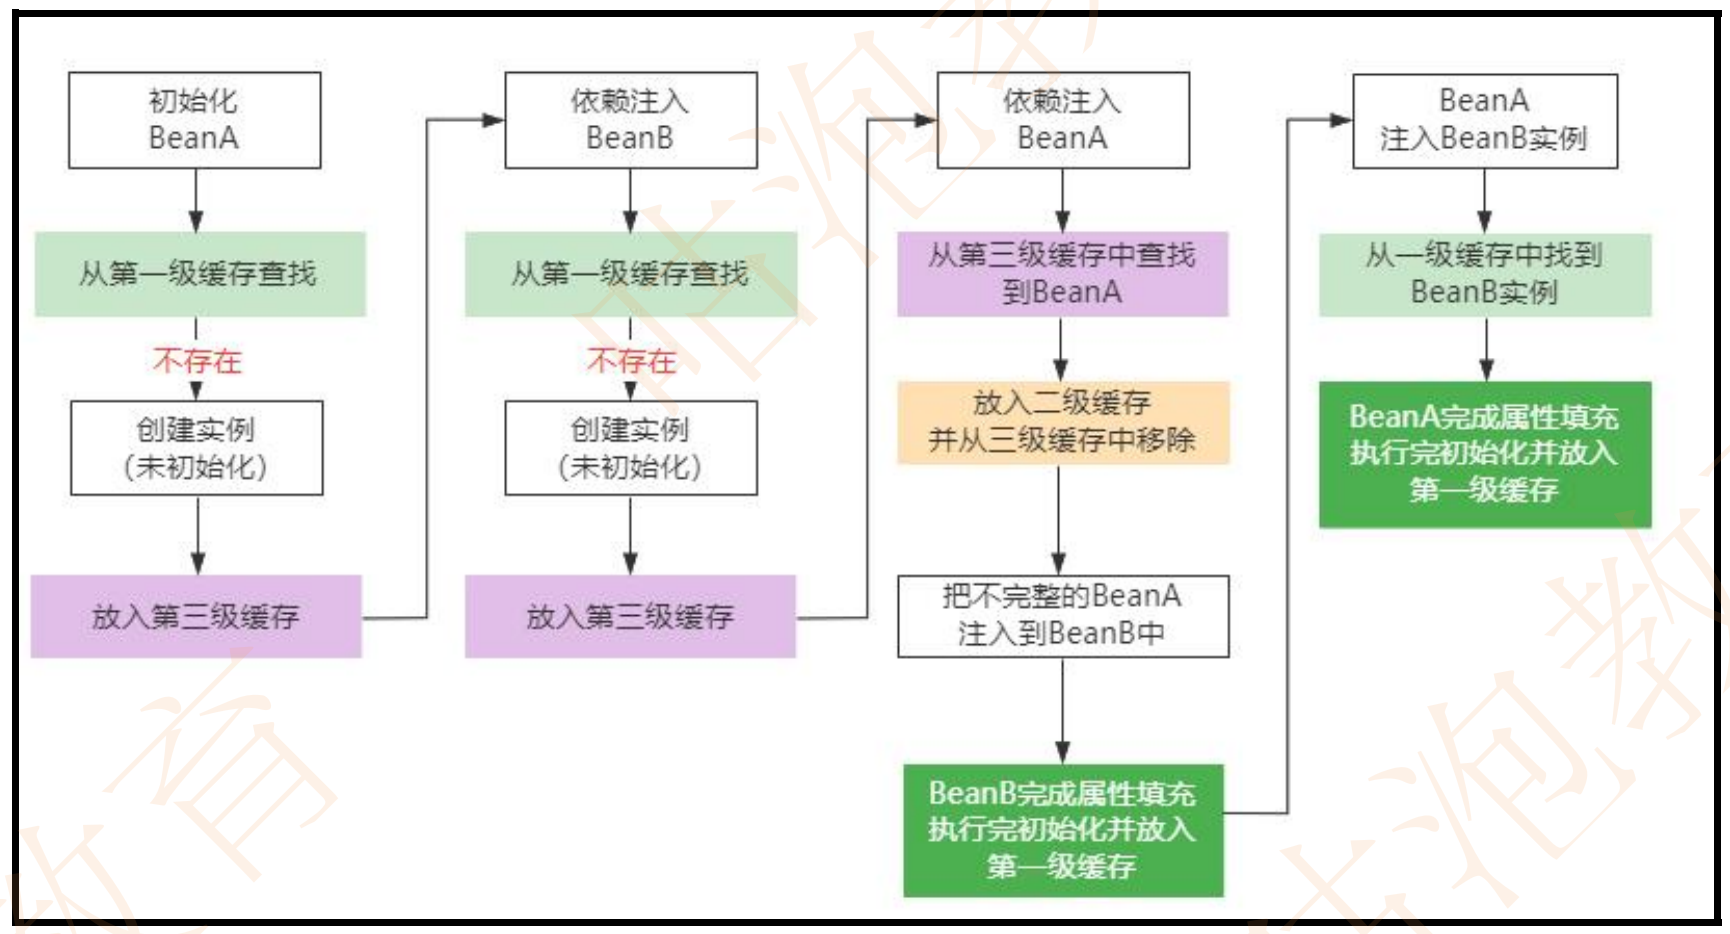 初始化
BeanA
从第一级缓存查找
不存在
创建实例
（未初始化）
放入第三级缓存
依赖注入
BeanB
从第一级缓存查找
不存在
创建实例
（未初始化）
放入第三级缓存
依赖注入
BeanA
从第三级缓存中查找
到BeanA
放入二级缓存
并从三级缓存中移除
把不完整的BeanA
注入到BeanB中
BeanB完成属性填充
执行完初始化并放入
第一级缓存
BeanA
注入BeanB实例
从一级缓存中找到
BeanB实例
BeanA完成属性填充
执行完初始化并放入
第一级缓存
咕泡教
咕泡教
教育